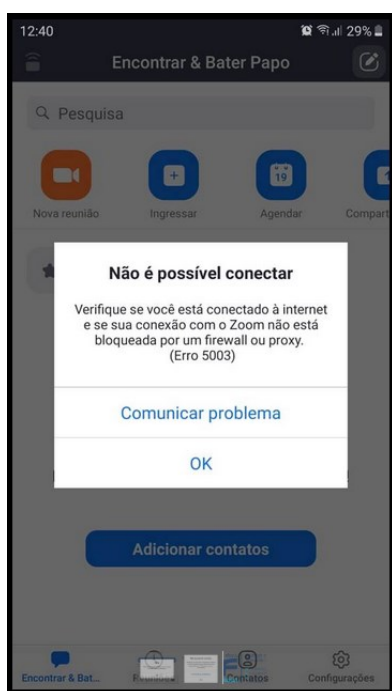 12:40
29%
Encontrar & Bater Papo
Pesquisa
19
Nova reunião
Ingressar
Agendar
Compart
Não é possível conectar
Verifique se você está conectado à internet
e se sua conexão com o Zoom não está
bloqueada por um firewall ou proxy.
(Erro 5003)
Comunicar problema
OK
Adicionar contatos
Encontrar & Bat...
Contatos
Configurações